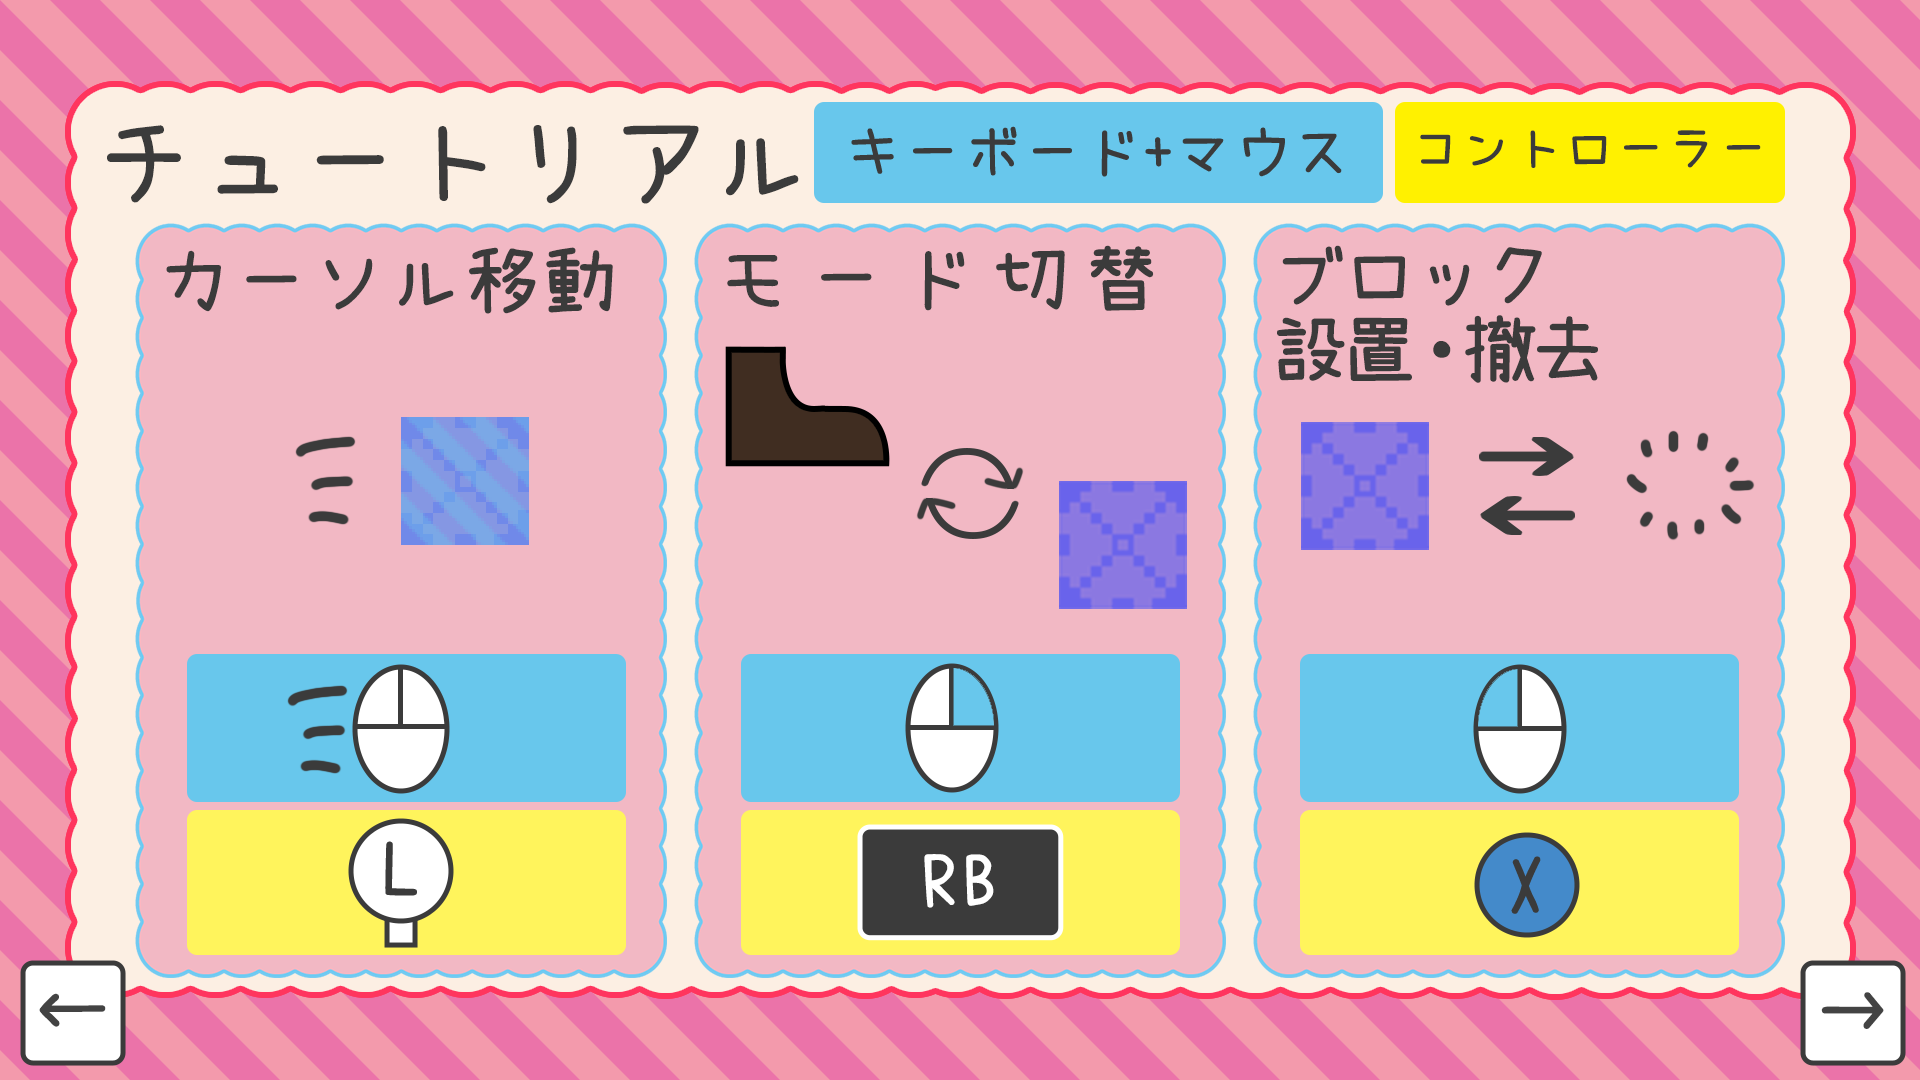 チュートリアル
キーボード+マウス
コントローラー
カーソル移動
モード切替
ブロック
設置・撤去
L
RB
X
←
→